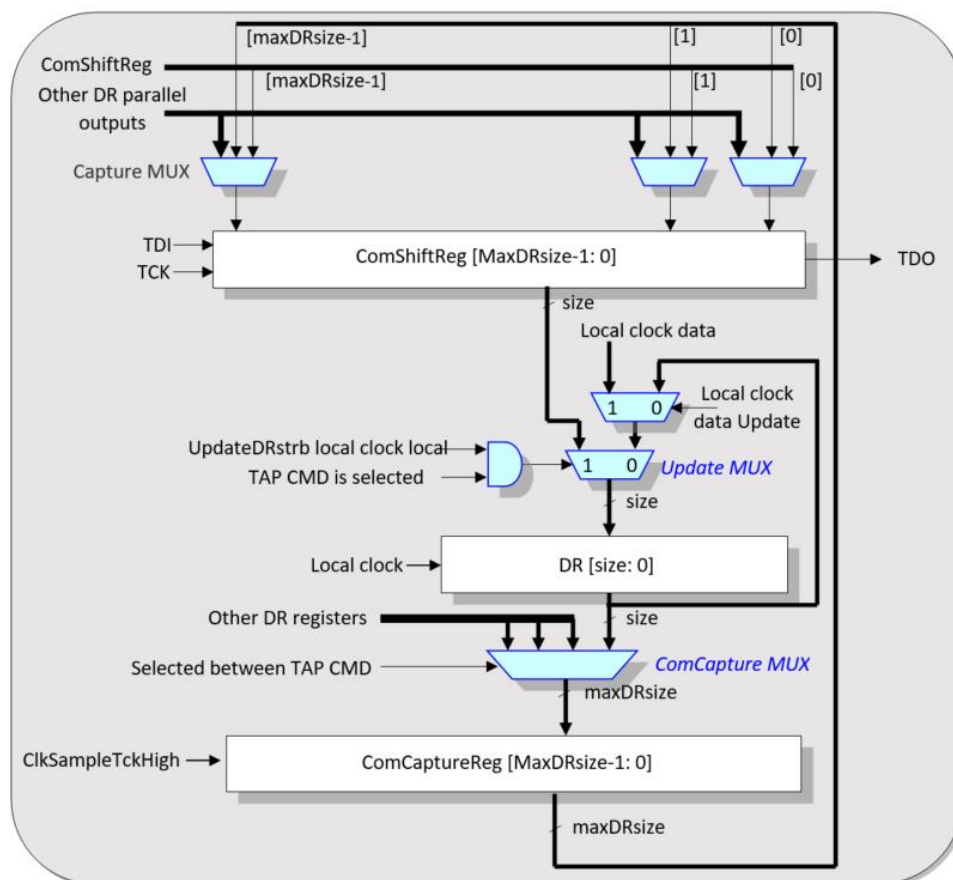 [maxDRsize-1]
[1]
[0]
ComShiftReg
[maxDRsize-1]
[1]
[0]
Other DR parallel
outputs
Capture MUX
TDI
TCK
ComShiftReg [MaxDRsize-1: 0]
TDO
size
Local clock data
1 0
Local clock
data Update
UpdateDRstrb local clock local
TAP CMD is selected
1 0
Update MUX
size
Local clock
DR [size: 0]
Other DR registers
size
Selected between TAP CMD
ComCapture MUX
maxDRsize
ClkSampleTckHigh
ComCaptureReg [MaxDRsize-1: 0]
maxDRsize